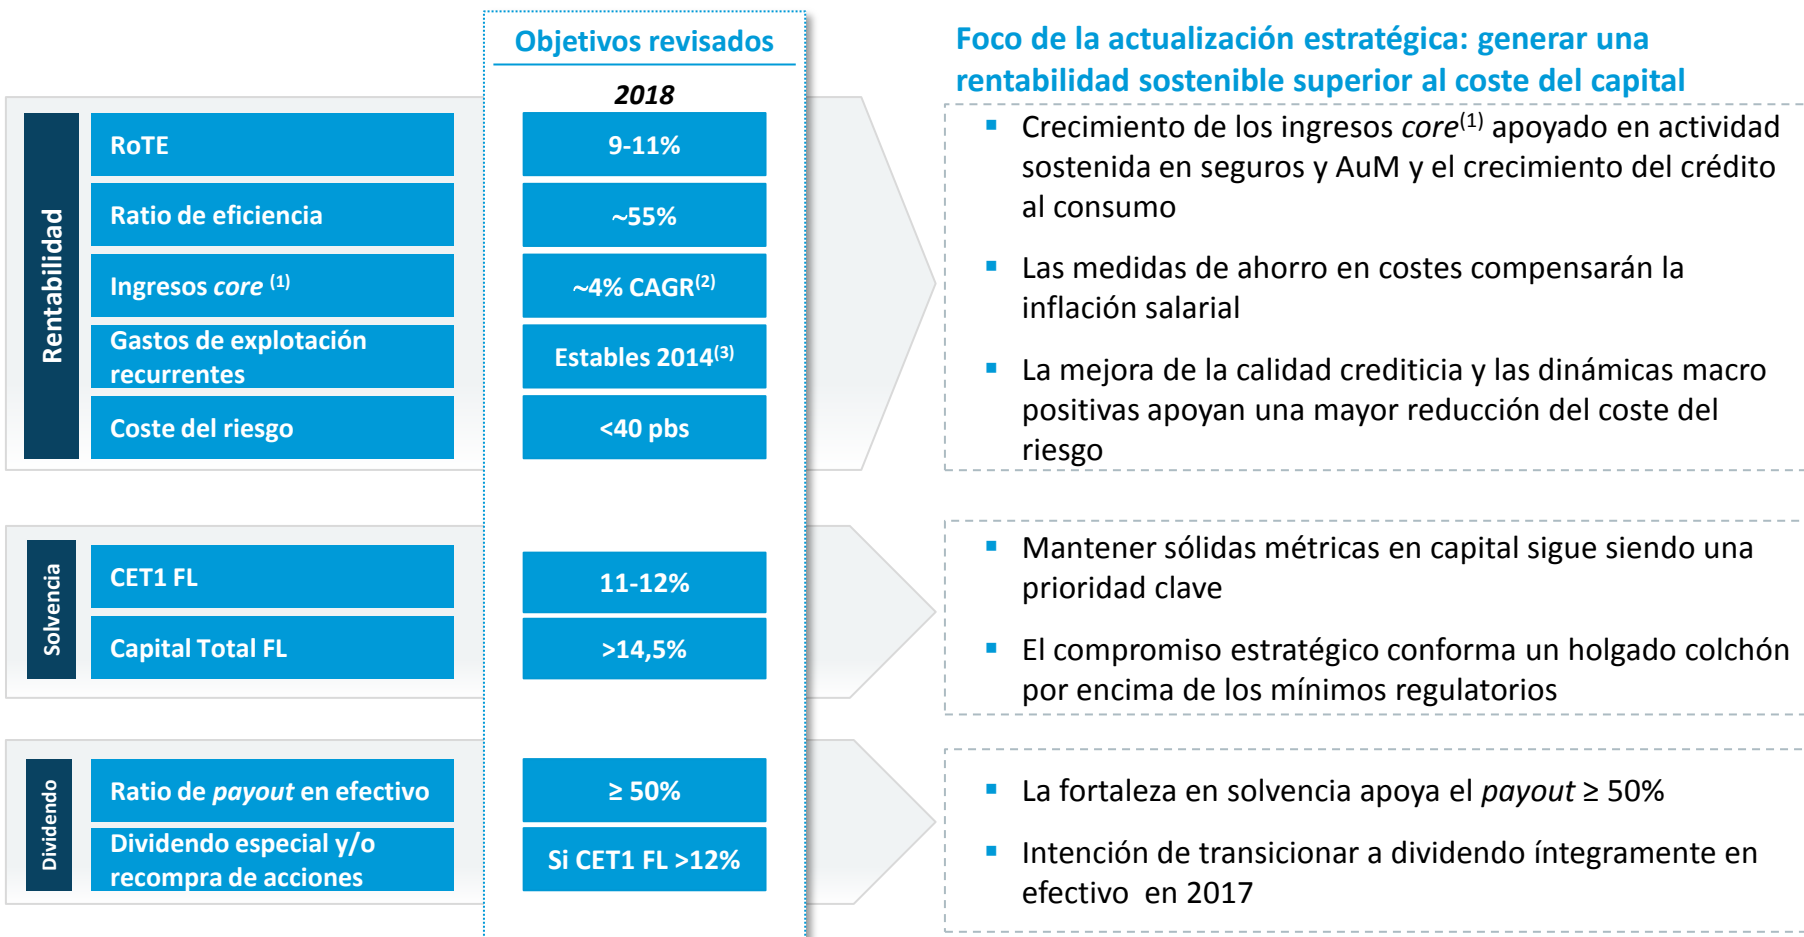 Objetivos revisados
2018
Rentabilidad
RoTE
9-11%
Ratio de eficiencia
~55%
Ingresos core (1)
~4% CAGR(2)
Gastos de explotación
recurrentes
Estables 2014(3)
Coste del riesgo
<40 pbs
Foco de la actualización estratégica: generar una
rentabilidad sostenible superior al coste del capital
▪ Crecimiento de los ingresos core(1) apoyado en actividad
sostenida en seguros y AuM y el crecimiento del crédito
al consumo
▪ Las medidas de ahorro en costes compensarán la
inflación salarial
▪ La mejora de la calidad crediticia y las dinámicas macro
positivas apoyan una mayor reducción del coste del
riesgo
Solvencia
CET1 FL
11-12%
Capital Total FL
>14,5%
▪ Mantener sólidas métricas en capital sigue siendo una
prioridad clave
▪ El compromiso estratégico conforma un holgado colchón
por encima de los mínimos regulatorios
Dividendo
Ratio de payout en efectivo
≥ 50%
Dividendo especial y/o
recompra de acciones
Si CET1 FL >12%
▪ La fortaleza en solvencia apoya el payout ≥ 50%
▪ Intención de transicionar a dividendo íntegramente en
efectivo en 2017